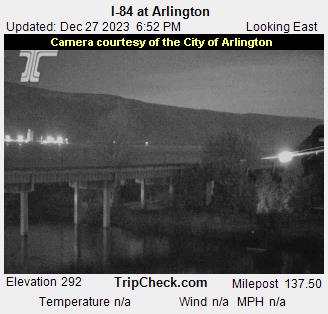 I-84 at Arlington
Updated: Dec 27 2023 6:52 PM Looking East
Camera courtesy of the City of Arlington
Elevation 292 TripCheck.com Milepost 137.50
Temperature n/a Wind n/a MPH n/a